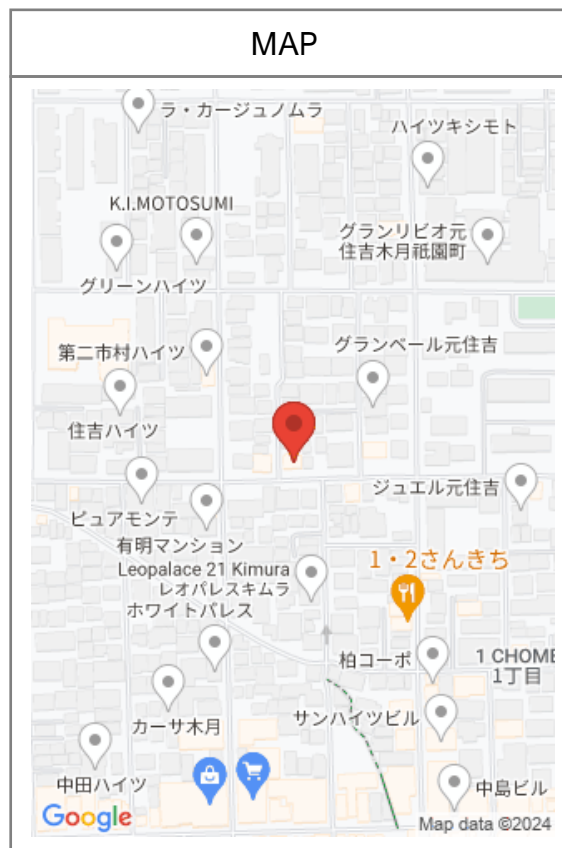 MAP
ラ・カージュノムラ
ハイツキシモト
K.I.MOTOSUMI
グランリビオ元
住吉木月祗園町
グリーンハイツ
第二市村ハイツ
グランベール元住吉
住吉ハイツ
ジュエル元住吉
ピュアモンテ
有明マンション
Leopalace 21 Kimura
レオパレスキムラ
1・2さんきち
ホワイトパレス
柏コーポ
1 CHOME
1丁目
カーサ木月
サンハイツビル
中田ハイツ
中島ビル
Google
Map data ©2024